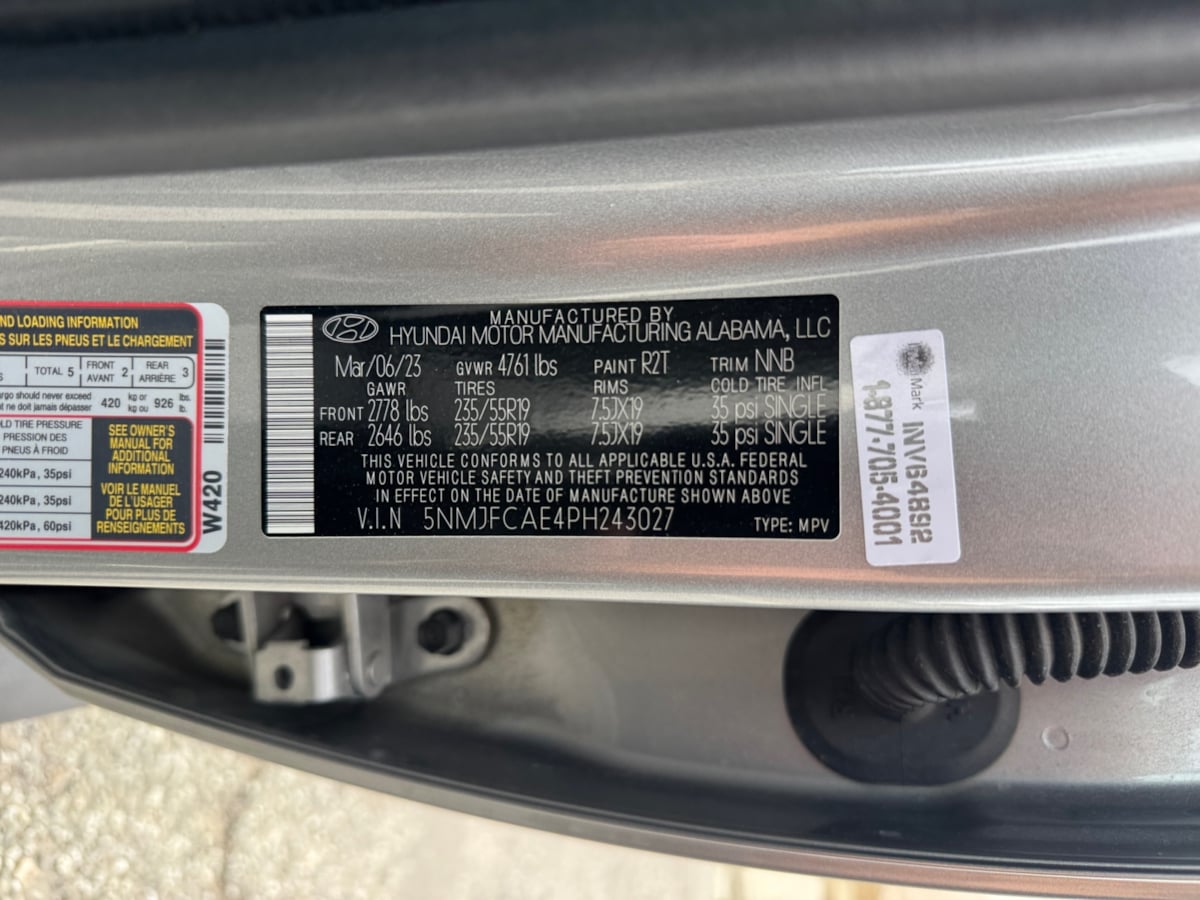 ND LOADING INFORMATION
S SUR LES PNEUS ET LE CHARGEMENT
TOTAL 5 FRONT AVANT 2 REAR ARRIÈRE 3
argo should never exceed
nt ne doit jamais dépasser 420 kg or kg ou 926 lbs. lb.
LD TIRE PRESSURE
PRESSION DES
PNEUS À FROID
240kPa, 35psi
240kPa, 35psi
420kPa, 60psi
SEE OWNER'S
MANUAL FOR
ADDITIONAL
INFORMATION
VOIR LE MANUEL
DE L'USAGER
POUR PLUS DE
RENSEIGNEMENTS
W420
MANUFACTURED BY
HYUNDAI MOTOR MANUFACTURING ALABAMA, LLC
Mar/06/23 GVWR 4761 lbs PAINT R2T TRIM NNB
GAWR TIRES RIMS COLD TIRE INFL
FRONT 2778 lbs 235/55R19 7.5JX19 35 psi SINGLE
REAR 2646 lbs 235/55R19 7.5JX19 35 psi SINGLE
THIS VEHICLE CONFORMS TO ALL APPLICABLE U.S.A. FEDERAL
MOTOR VEHICLE SAFETY AND THEFT PREVENTION STANDARDS
IN EFFECT ON THE DATE OF MANUFACTURE SHOWN ABOVE
V.I.N 5NMJFCAE4PH243027 TYPE: MPV
Mark INV64892
1-877-705-4001